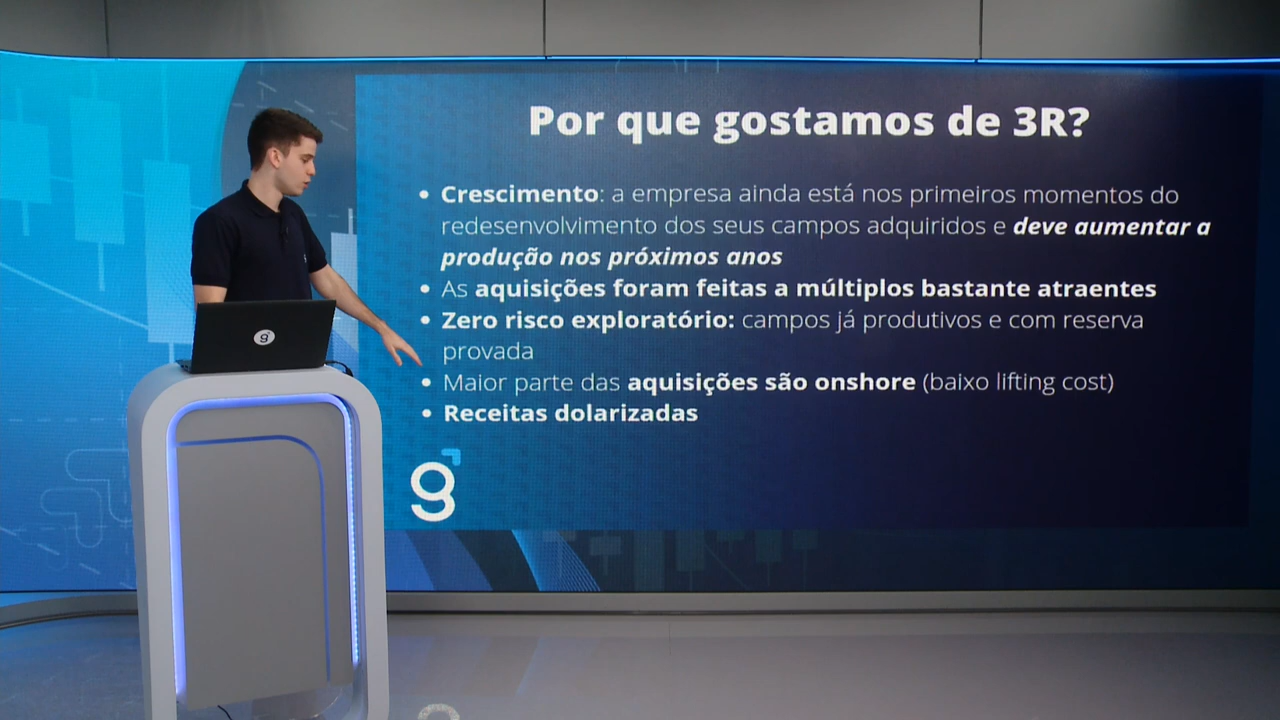 Por que gostamos de 3R?
• Crescimento: a empresa ainda está nos primeiros momentos do
redesenvolvimento dos seus campos adquiridos e deve aumentar a
produção nos próximos anos
• As aquisições foram feitas a múltiplos bastante atraentes
• Zero risco exploratório: campos já produtivos e com reserva
provada
• Maior parte das aquisições são onshore (baixo lifting cost)
• Receitas dolarizadas
g
g